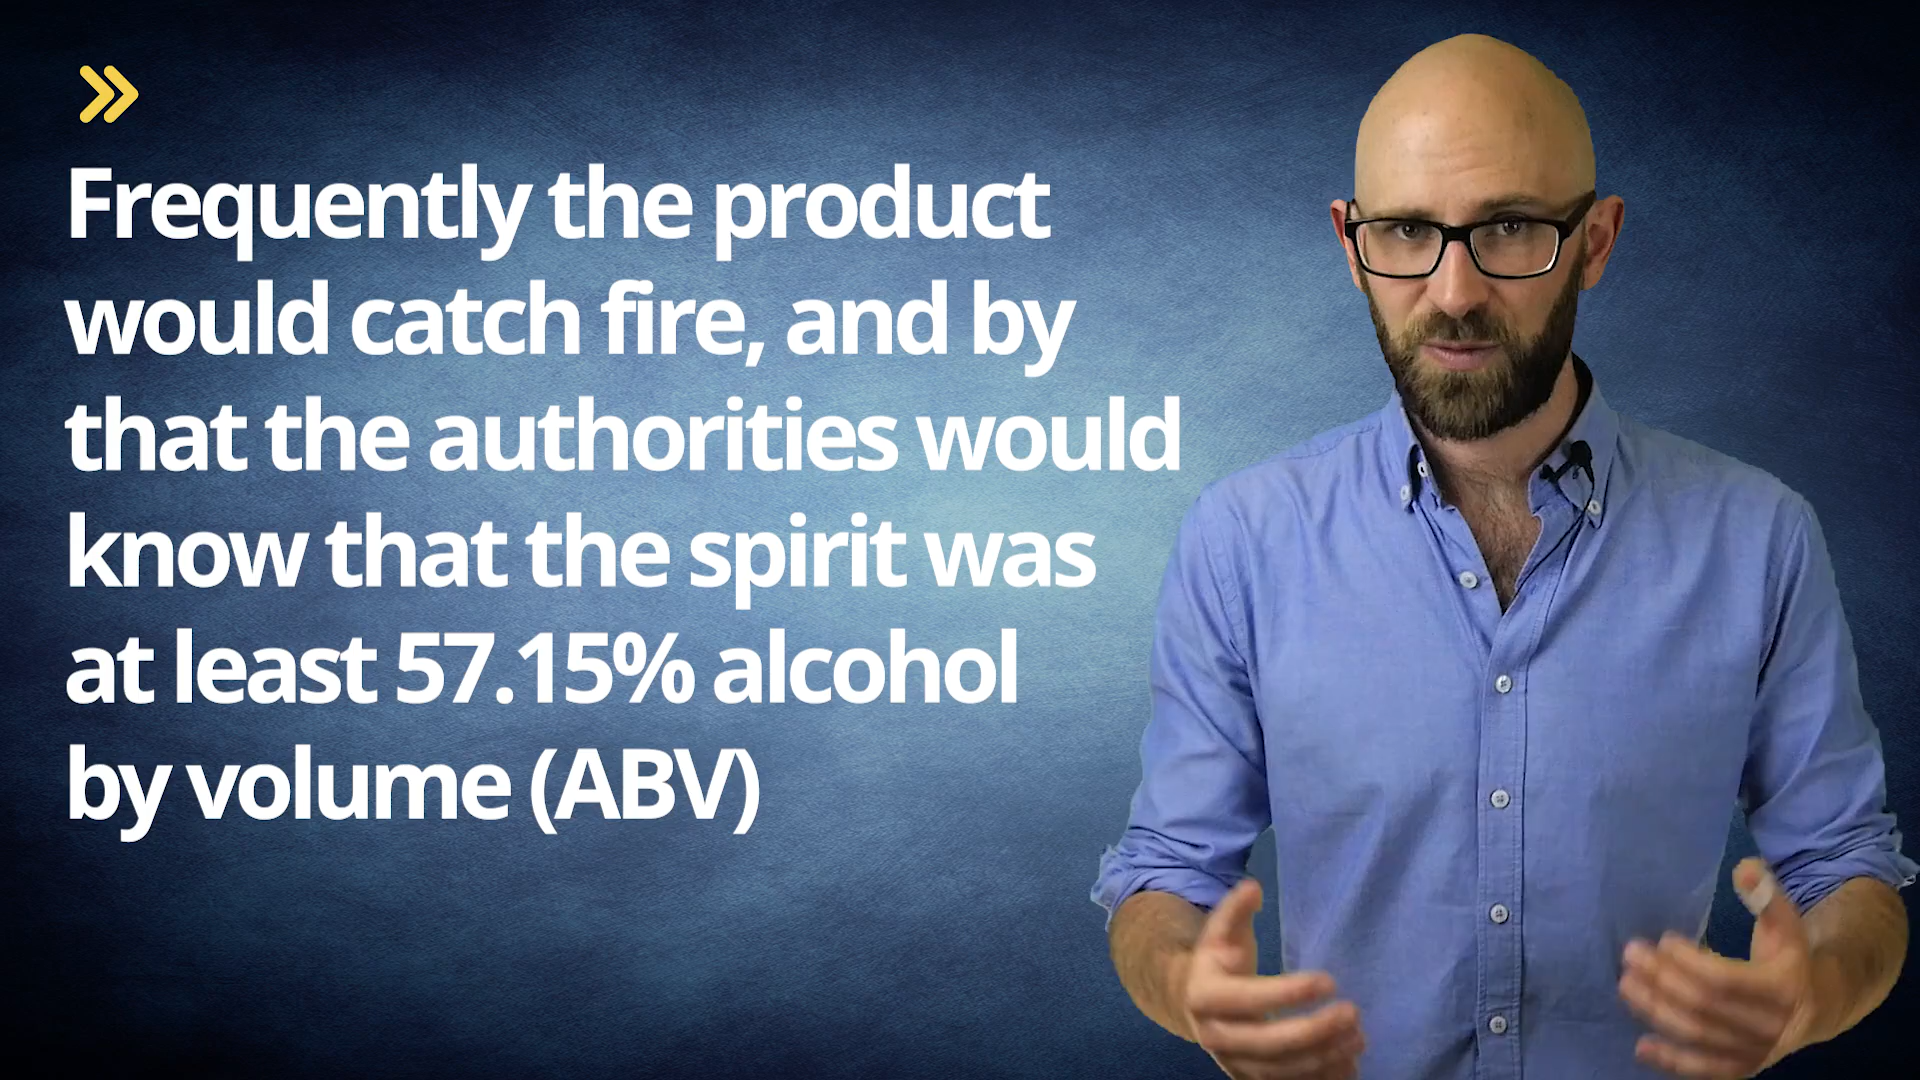 Frequently the product
would catch fire, and by
that the authorities would
know that the spirit was
at least 57.15% alcohol
by volume (ABV)